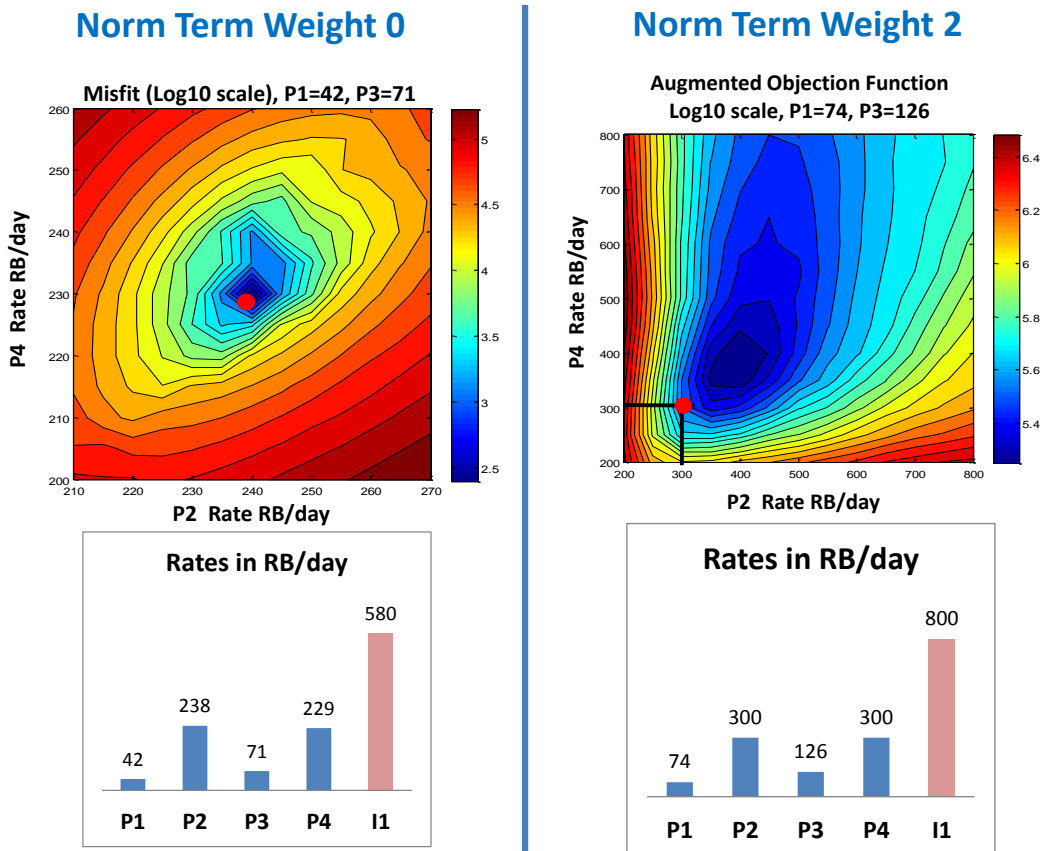 Norm Term Weight 0
Misfit (Log10 scale), P1=42, P3=71
260
250
240
230
220
210
200
P4 Rate RB/day
210
220
230
240
250
260
270
P2 Rate RB/day
5
4.5
4
3.5
3
2.5
Rates in RB/day
42
238
71
229
580
P1
P2
P3
P4
I1
Norm Term Weight 2
Augmented Objection Function
Log10 scale, P1=74, P3=126
800
700
600
500
400
300
200
P4 Rate RB/day
200
300
400
500
600
700
800
P2 Rate RB/day
6.4
6.2
6
5.8
5.6
5.4
Rates in RB/day
74
300
126
300
800
P1
P2
P3
P4
I1